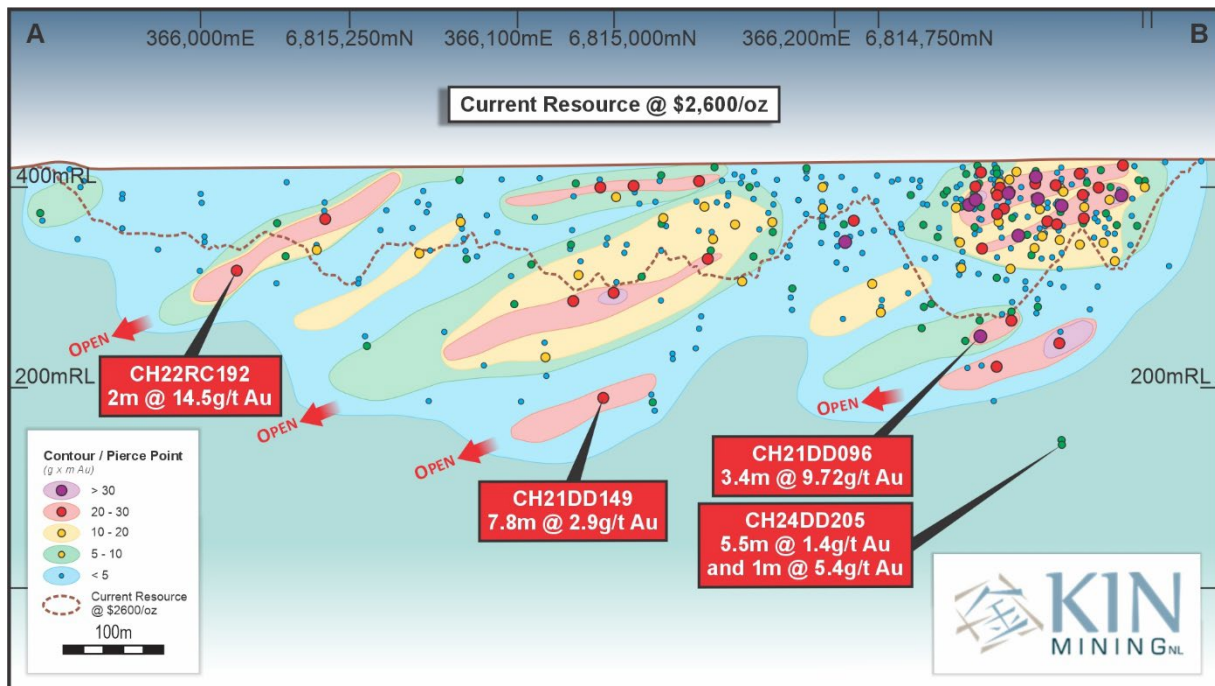 A
B
366,000mE
6,815,250mN
366,100mE
6,815,000mN
366,200mE
6,814,750mN
Current Resource @ $2,600/oz
400mRL
200mRL
200mRL
OPEN
OPEN
OPEN
OPEN
CH22RC192
2m @ 14.5g/t Au
CH21DD149
7.8m @ 2.9g/t Au
CH21DD096
3.4m @ 9.72g/t Au
CH24DD205
5.5m @ 1.4g/t Au
and 1m @ 5.4g/t Au
Contour / Pierce Point
(g x m Au)
> 30
20 - 30
10 - 20
5 - 10
< 5
Current Resource
@ $2600/oz
100m
KIN
MINING NL